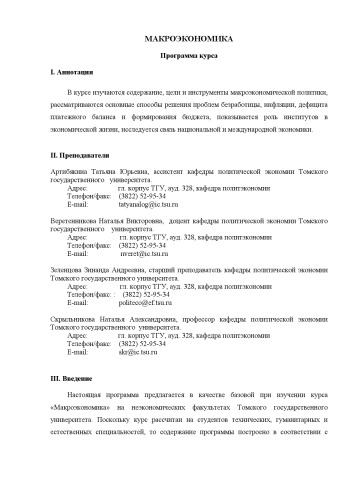 МАКРОЭКОНОМИКА
Программа курса
I. Аннотация
В курсе изучаются содержание, цели и инструменты макроэкономической политики,
рассматриваются основные способы решения проблем безработицы, инфляции, дефицита
платежного баланса и формирования бюджета, показывается роль институтов в
экономической жизни, исследуется связь национальной и международной экономики.
II. Преподаватели
Артибякина Татьяна Юрьевна, ассистент кафедры политической экономии Томского
государственного университета.
Адрес: гл. корпус ТГУ, ауд. 328, кафедра политэкономии
Телефон/факс: (3822) 52-95-34
E-mail: tatyanalog@ic.tsu.ru
Веретенникова Наталья Викторовна, доцент кафедры политической экономии Томского
государственного университета.
Адрес: гл. корпус ТГУ, ауд. 328, кафедра политэкономии
Телефон/факс: (3822) 52-95-34
E-mail: nveret@ic.tsu.ru
Зеленцова Зинаида Андреевна, старший преподаватель кафедры политической экономии
Томского государственного университета.
Адрес: гл. корпус ТГУ, ауд. 328, кафедра политэкономии
Телефон/факс: : (3822) 52-95-34
E-mail: politeco@ef.tsu.ru
Скрыльникова Наталья Александровна, профессор кафедры политической экономии
Томского государственного университета.
Адрес: гл. корпус ТГУ, ауд. 328, кафедра политэкономии
Телефон/факс: (3822) 52-95-34
E-mail: skr@ic.tsu.ru
III. Введение
Настоящая программа предлагается в качестве базовой при изучении курса
«Макроэкономика» на неэкономических факультетах Томского государственного
университета. Поскольку курс рассчитан на студентов технических, гуманитарных и
естественных специальностей, то содержание программы построено в соответствии с